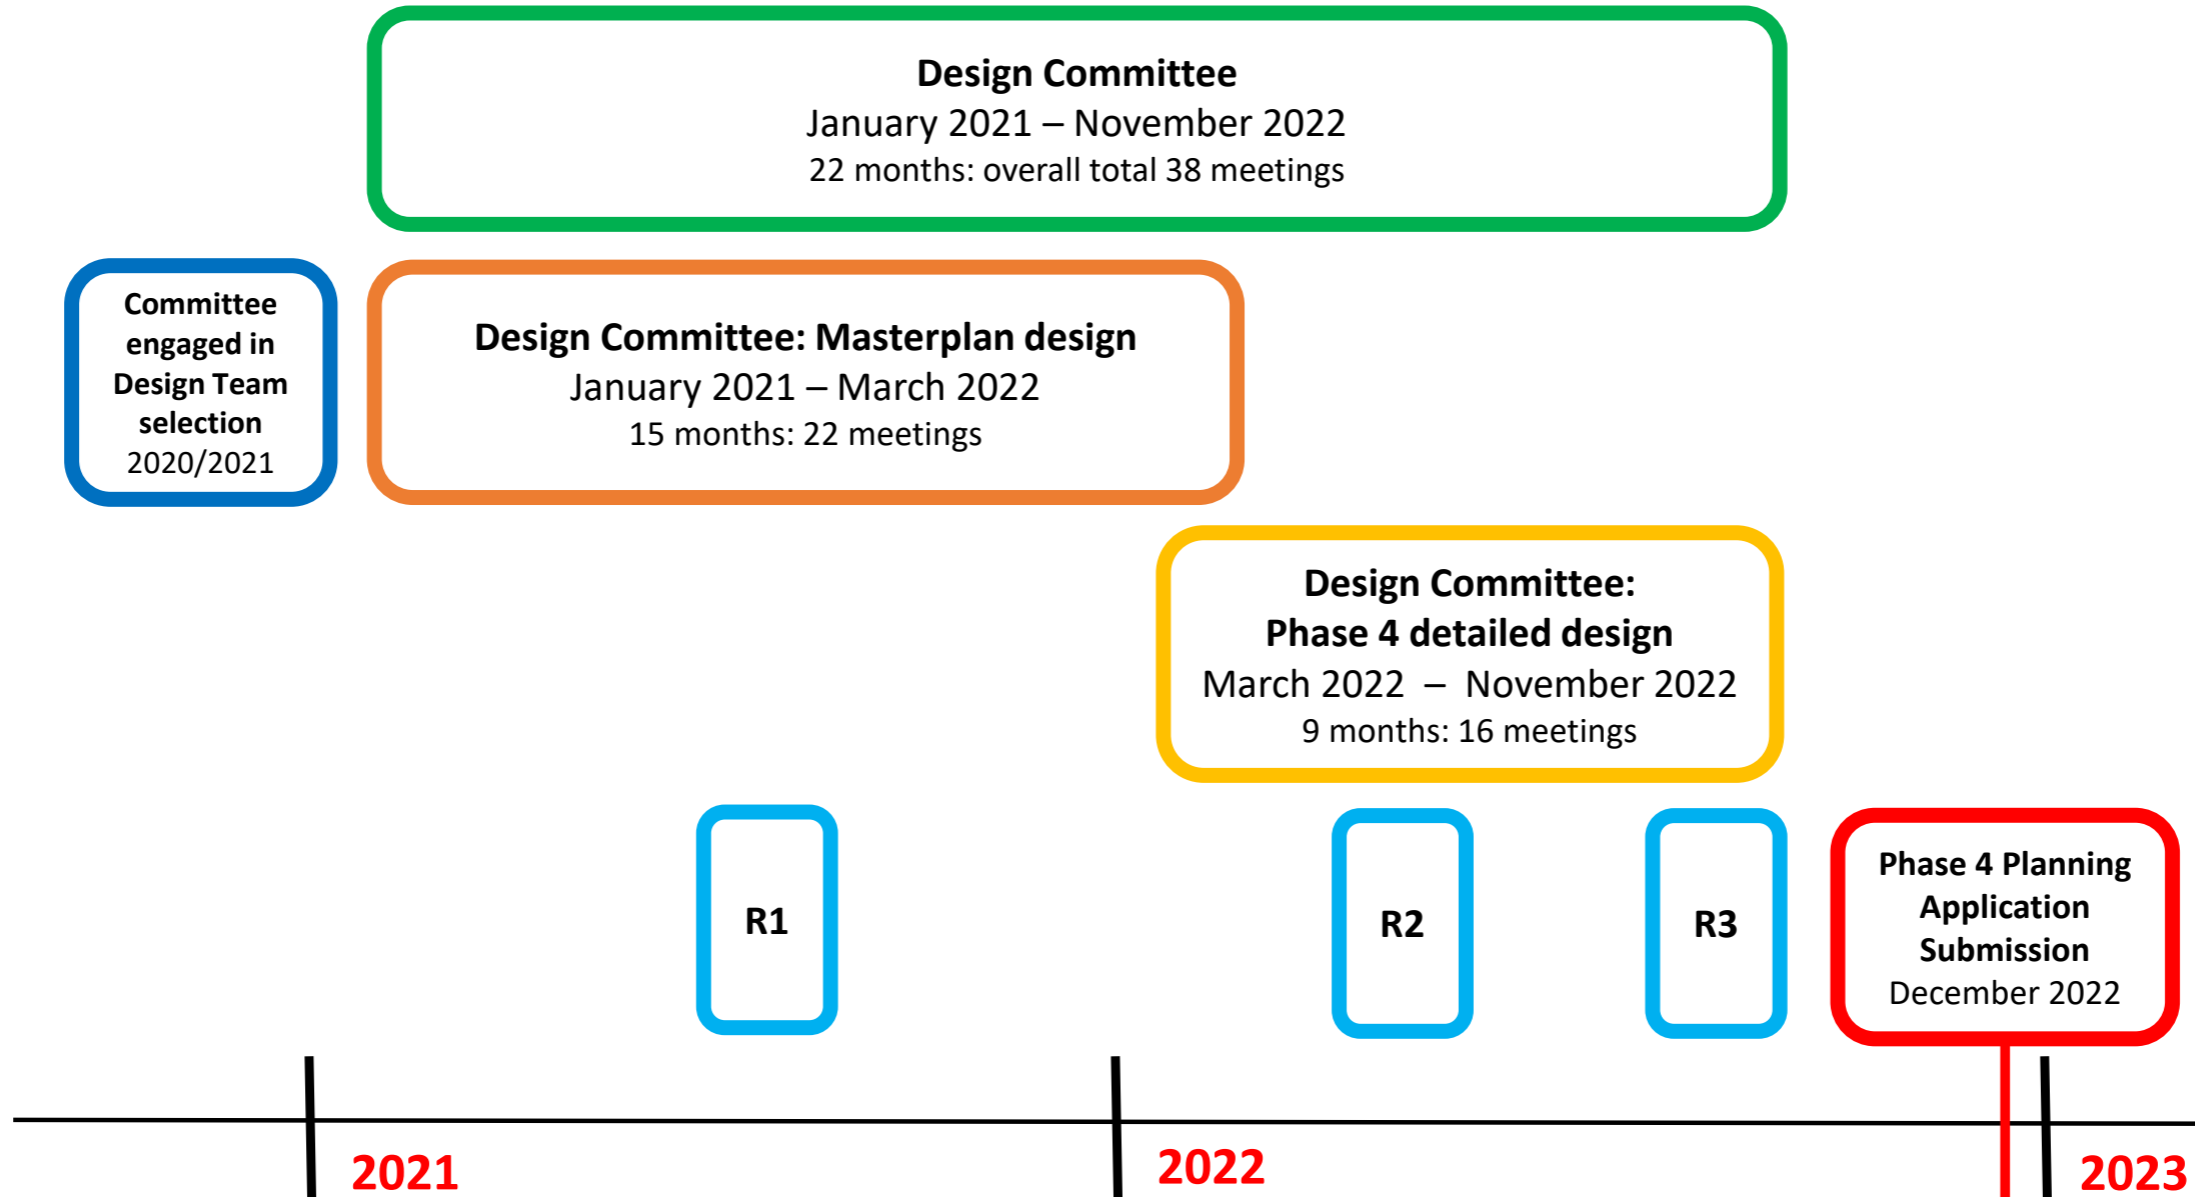 Design Committee
January 2021 – November 2022
22 months: overall total 38 meetings
Committee
engaged in
Design Team
selection
2020/2021
Design Committee: Masterplan design
January 2021 – March 2022
15 months: 22 meetings
Design Committee:
Phase 4 detailed design
March 2022 – November 2022
9 months: 16 meetings
R1
R2
R3
Phase 4 Planning
Application
Submission
December 2022
2021
2022
2023